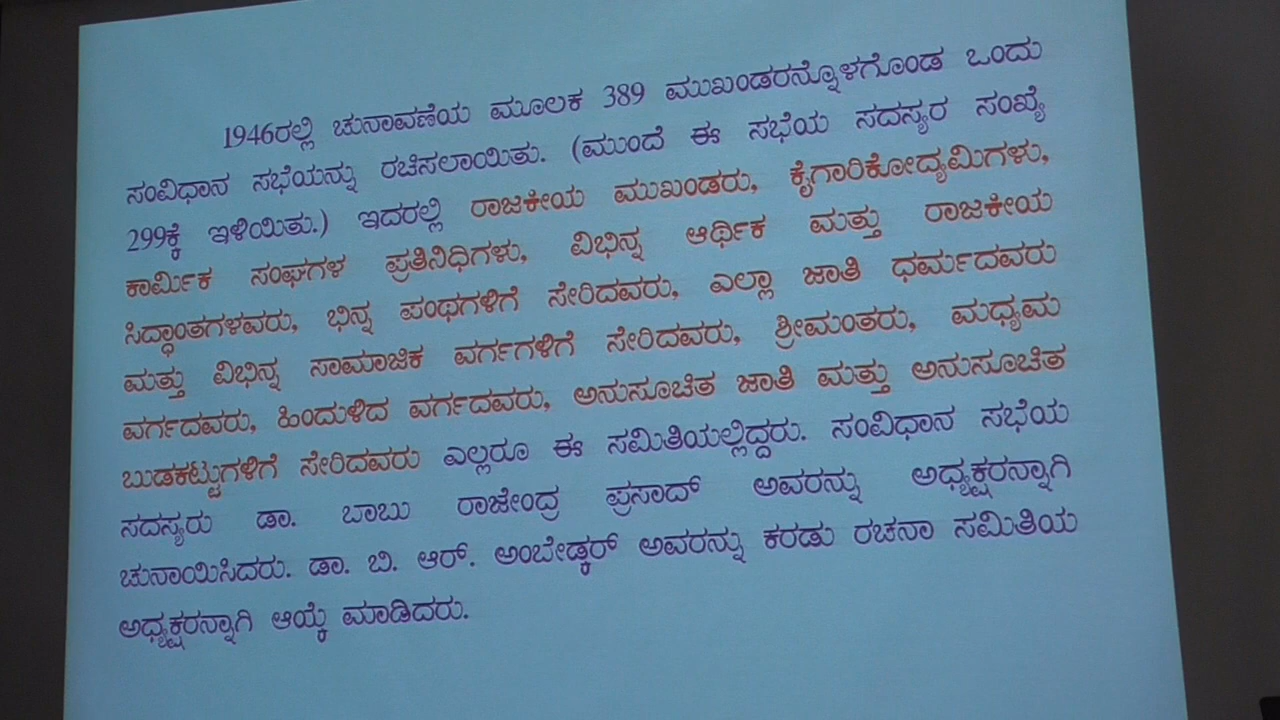 1946ರಲ್ಲಿ ಚುನಾವಣೆಯ ಮೂಲಕ 389 ಮುಖಂಡರನ್ನೊಳಗೊಂಡ ಒಂದು
ಸಂವಿಧಾನ ಸಭೆಯನ್ನು ರಚಿಸಲಾಯಿತು. (ಮುಂದೆ ಈ ಸಭೆಯ ಸದಸ್ಯರ ಸಂಖ್ಯೆ
299ಕ್ಕೆ ಇಳಿಯಿತು.) ಇದರಲ್ಲಿ ರಾಜಕೀಯ ಮುಖಂಡರು, ಕೈಗಾರಿಕೋದ್ಯಮಿಗಳು,
ಕಾರ್ಮಿಕ ಸಂಘಗಳ ಪ್ರತಿನಿಧಿಗಳು, ವಿಭಿನ್ನ ಆರ್ಥಿಕ ಮತ್ತು ರಾಜಕೀಯ
ಸಿದ್ಧಾಂತಗಳವರು, ಭಿನ್ನ ಪಂಥಗಳಿಗೆ ಸೇರಿದವರು, ಎಲ್ಲಾ ಜಾತಿ ಧರ್ಮದವರು
ಮತ್ತು ವಿಭಿನ್ನ ಸಾಮಾಜಿಕ ವರ್ಗಗಳಿಗೆ ಸೇರಿದವರು, ಶ್ರೀಮಂತರು, ಮಧ್ಯಮ
ವರ್ಗದವರು, ಹಿಂದುಳಿದ ವರ್ಗದವರು, ಅನುಸೂಚಿತ ಜಾತಿ ಮತ್ತು ಅನುಸೂಚಿತ
ಬುಡಕಟ್ಟುಗಳಿಗೆ ಸೇರಿದವರು ಎಲ್ಲರೂ ಈ ಸಮಿತಿಯಲ್ಲಿದ್ದರು. ಸಂವಿಧಾನ ಸಭೆಯ
ಸದಸ್ಯರು ಡಾ. ಬಾಬು ರಾಜೇಂದ್ರ ಪ್ರಸಾದ್ ಅವರನ್ನು ಅಧ್ಯಕ್ಷರನ್ನಾಗಿ
ಚುನಾಯಿಸಿದರು. ಡಾ. ಬಿ. ಆರ್. ಅಂಬೇಡ್ಕರ್ ಅವರನ್ನು ಕರಡು ರಚನಾ ಸಮಿತಿಯ
ಅಧ್ಯಕ್ಷರನ್ನಾಗಿ ಆಯ್ಕೆ ಮಾಡಿದರು.